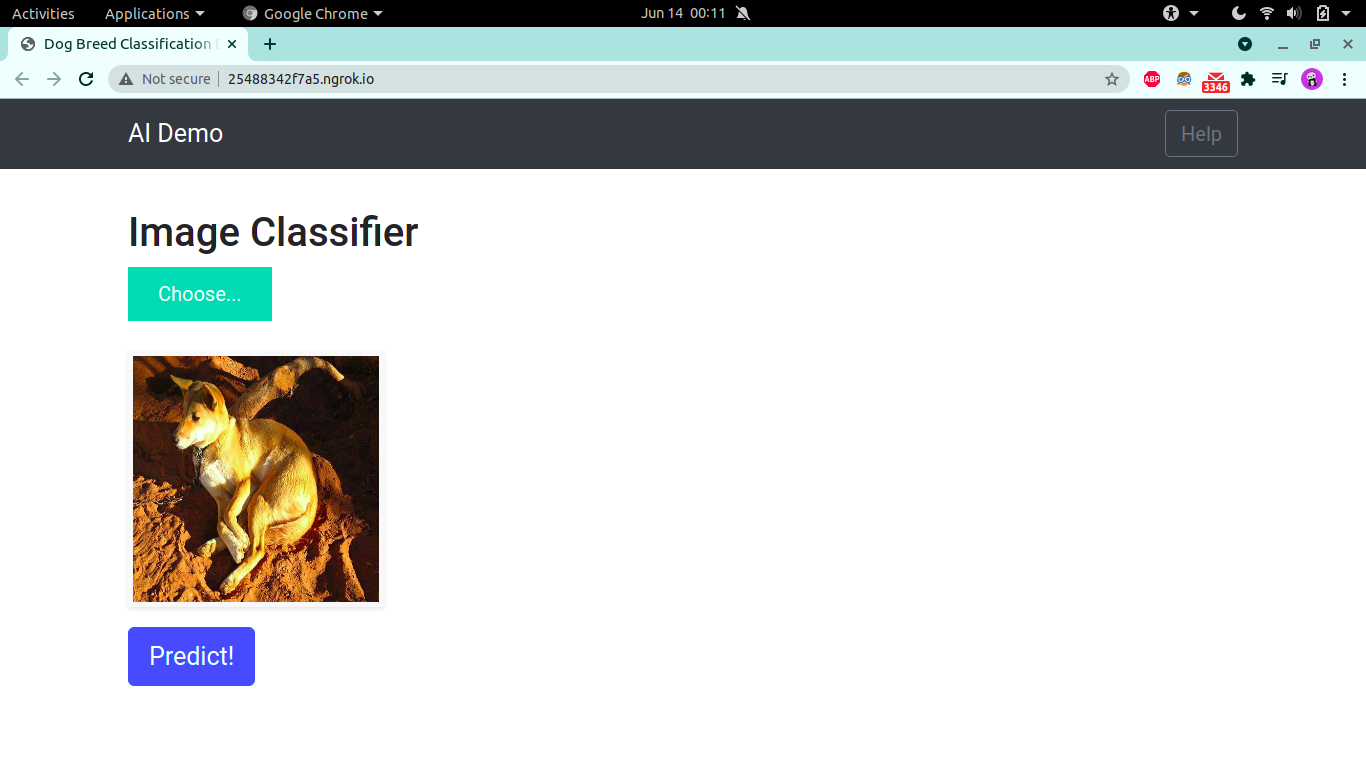 Activities Applications Google Chrome Jun 14 00:11
Dog Breed Classification
Not secure 25488342f7a5.ngrok.io ABP 3346
AI Demo Help
Image Classifier
Choose...
Predict!